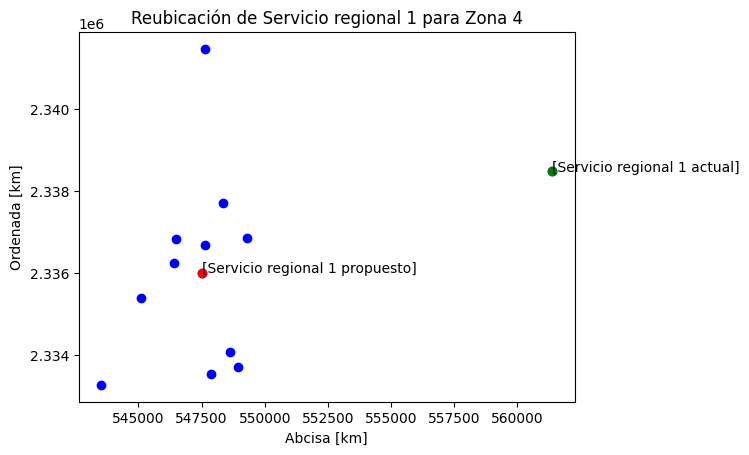 Reubicación de Servicio regional 1 para Zona 4
1e6
2.340
2.338
2.336
2.334
Ordenada [km]
[Servicio regional 1 actual]
[Servicio regional 1 propuesto]
545000 547500 550000 552500 555000 557500 560000
Abcisa [km]